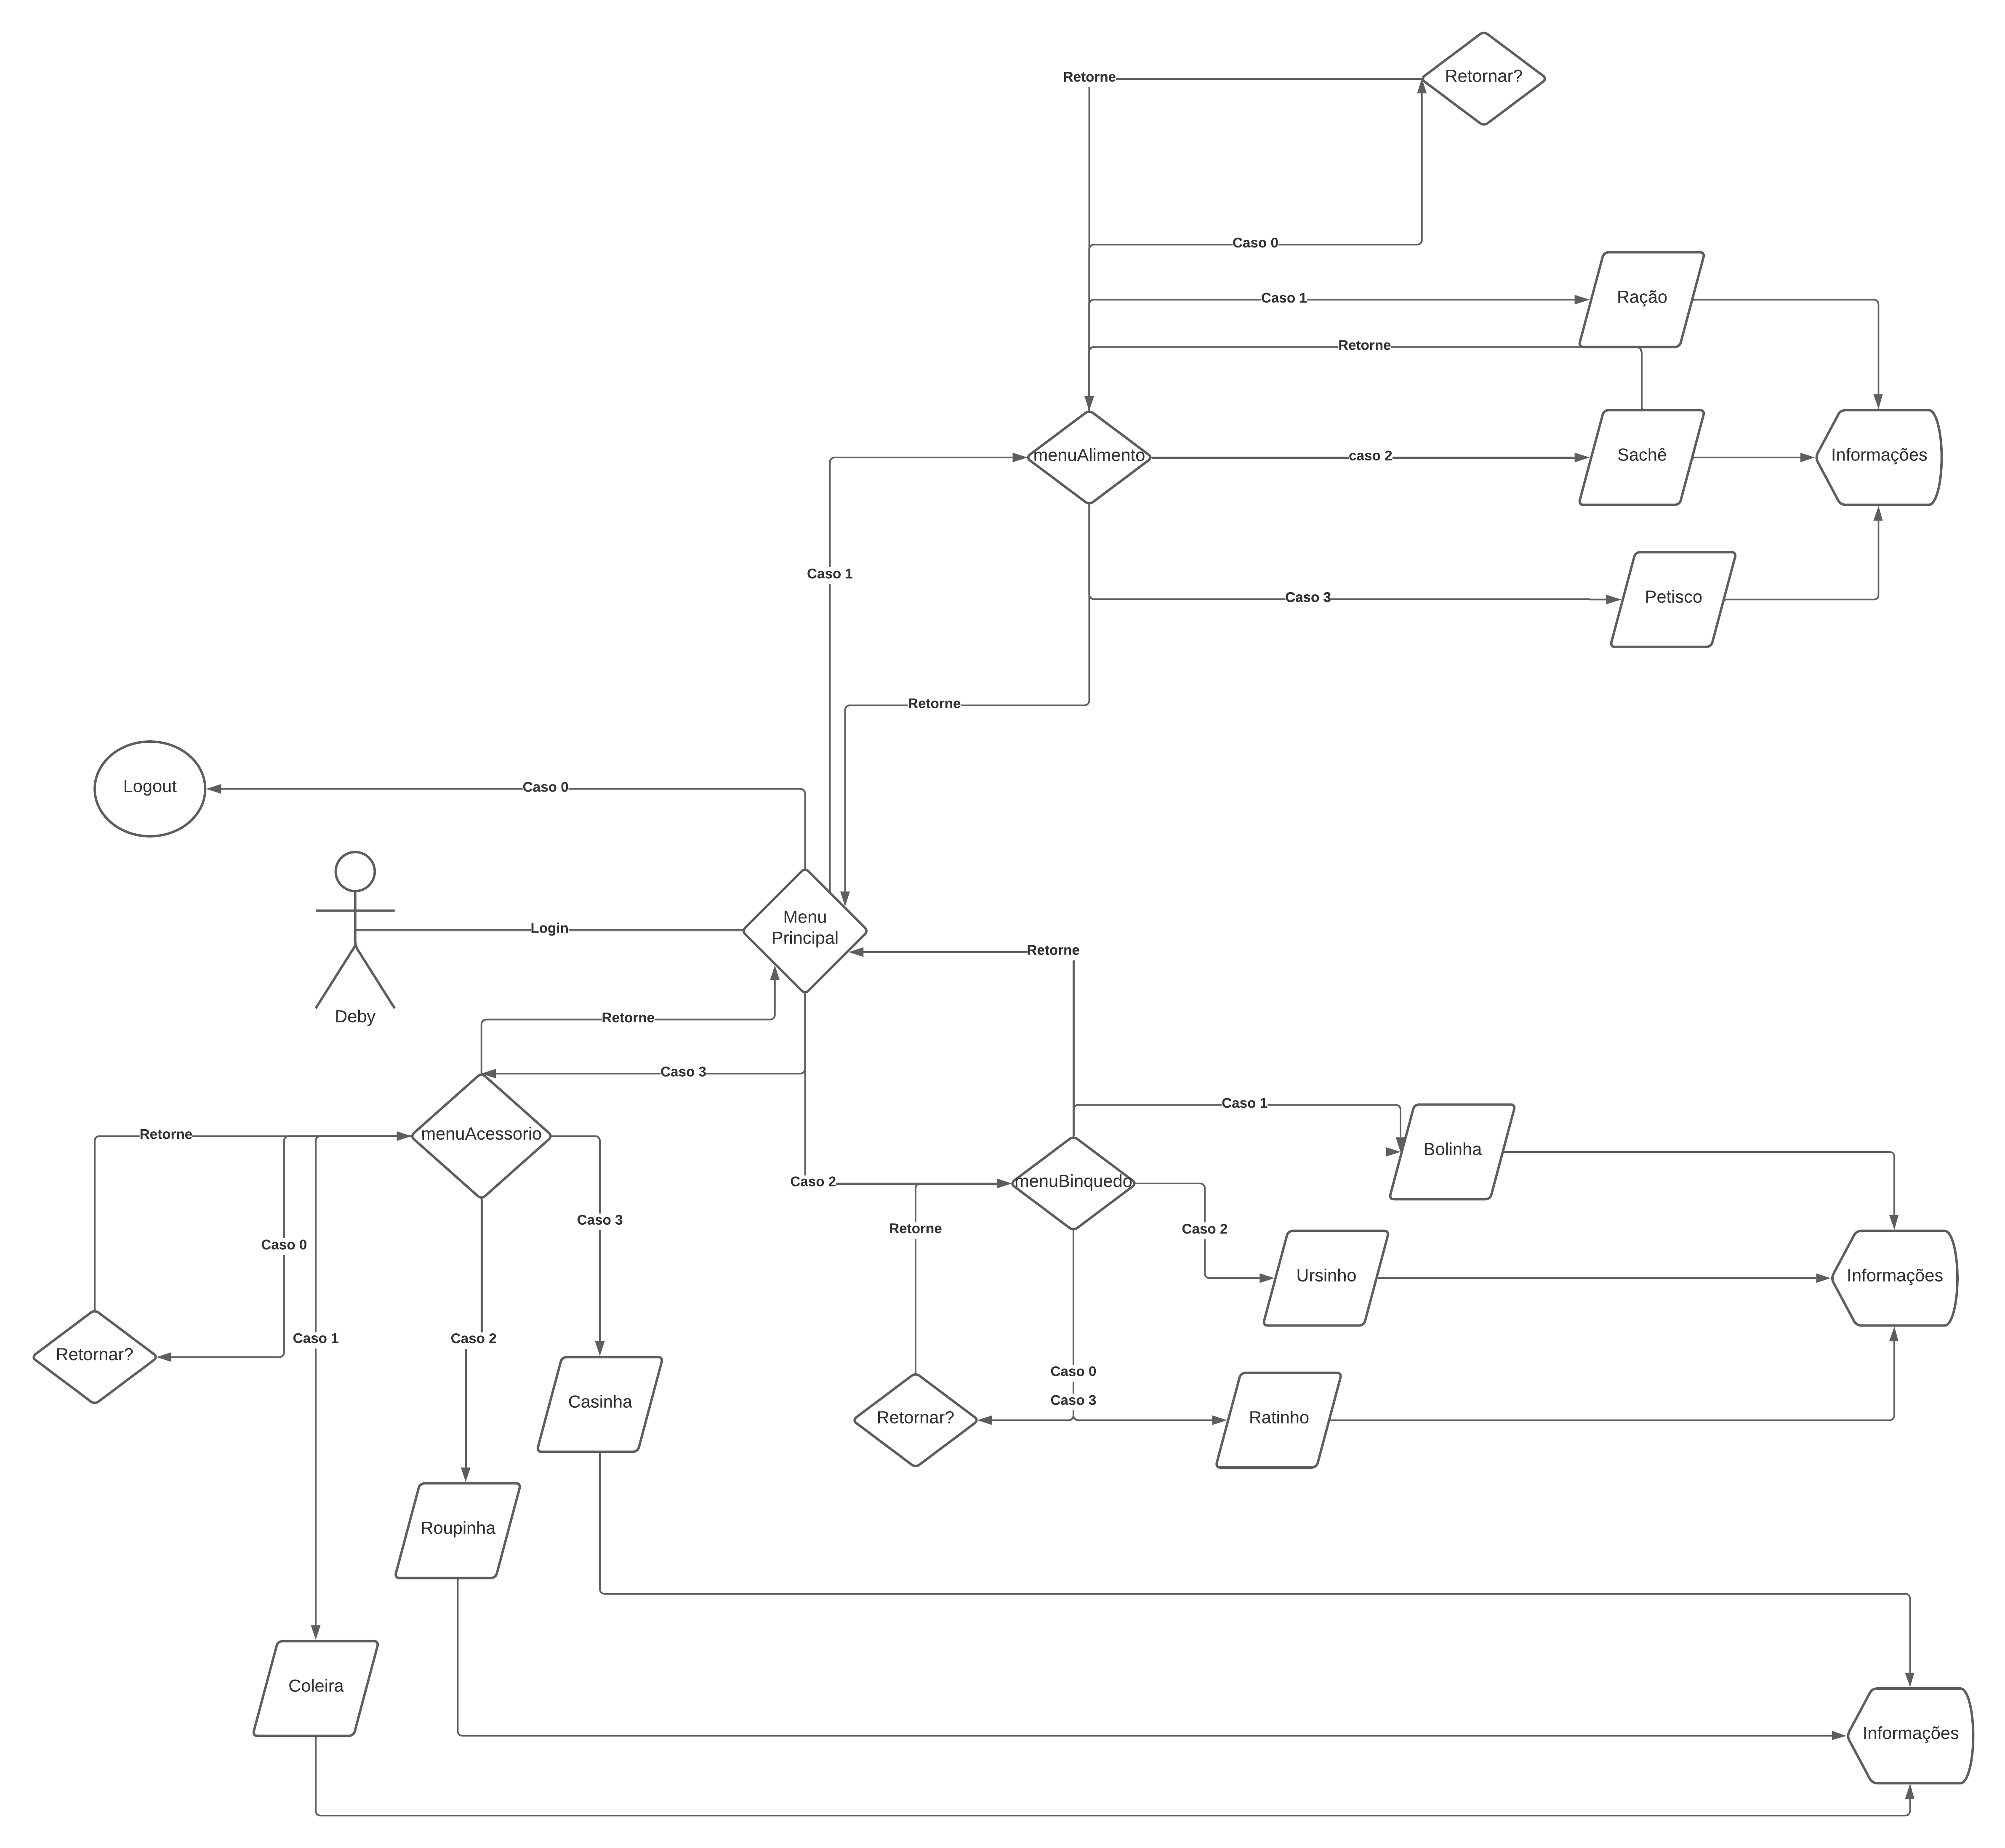 Retorne
Retornar?
Caso 0
Caso 1
Ração
Retorne
menuAlimento
caso 2
Sachê
Informações
Caso 1
Caso 3
Petisco
Retorne
Logout
Caso 0
Menu
Principal
Login
Retorne
Deby
Retorne
Caso 3
Caso 1
Retorne
menuAcessorio
Bolinha
Caso 2
menuBinquedo
Caso 3
Retorne
Caso 2
Caso 0
Ursinho
Informações
Caso 1
Caso 2
Retornar?
Caso 0
Caso 3
Casinha
Retornar?
Ratinho
Roupinha
Coleira
Informações